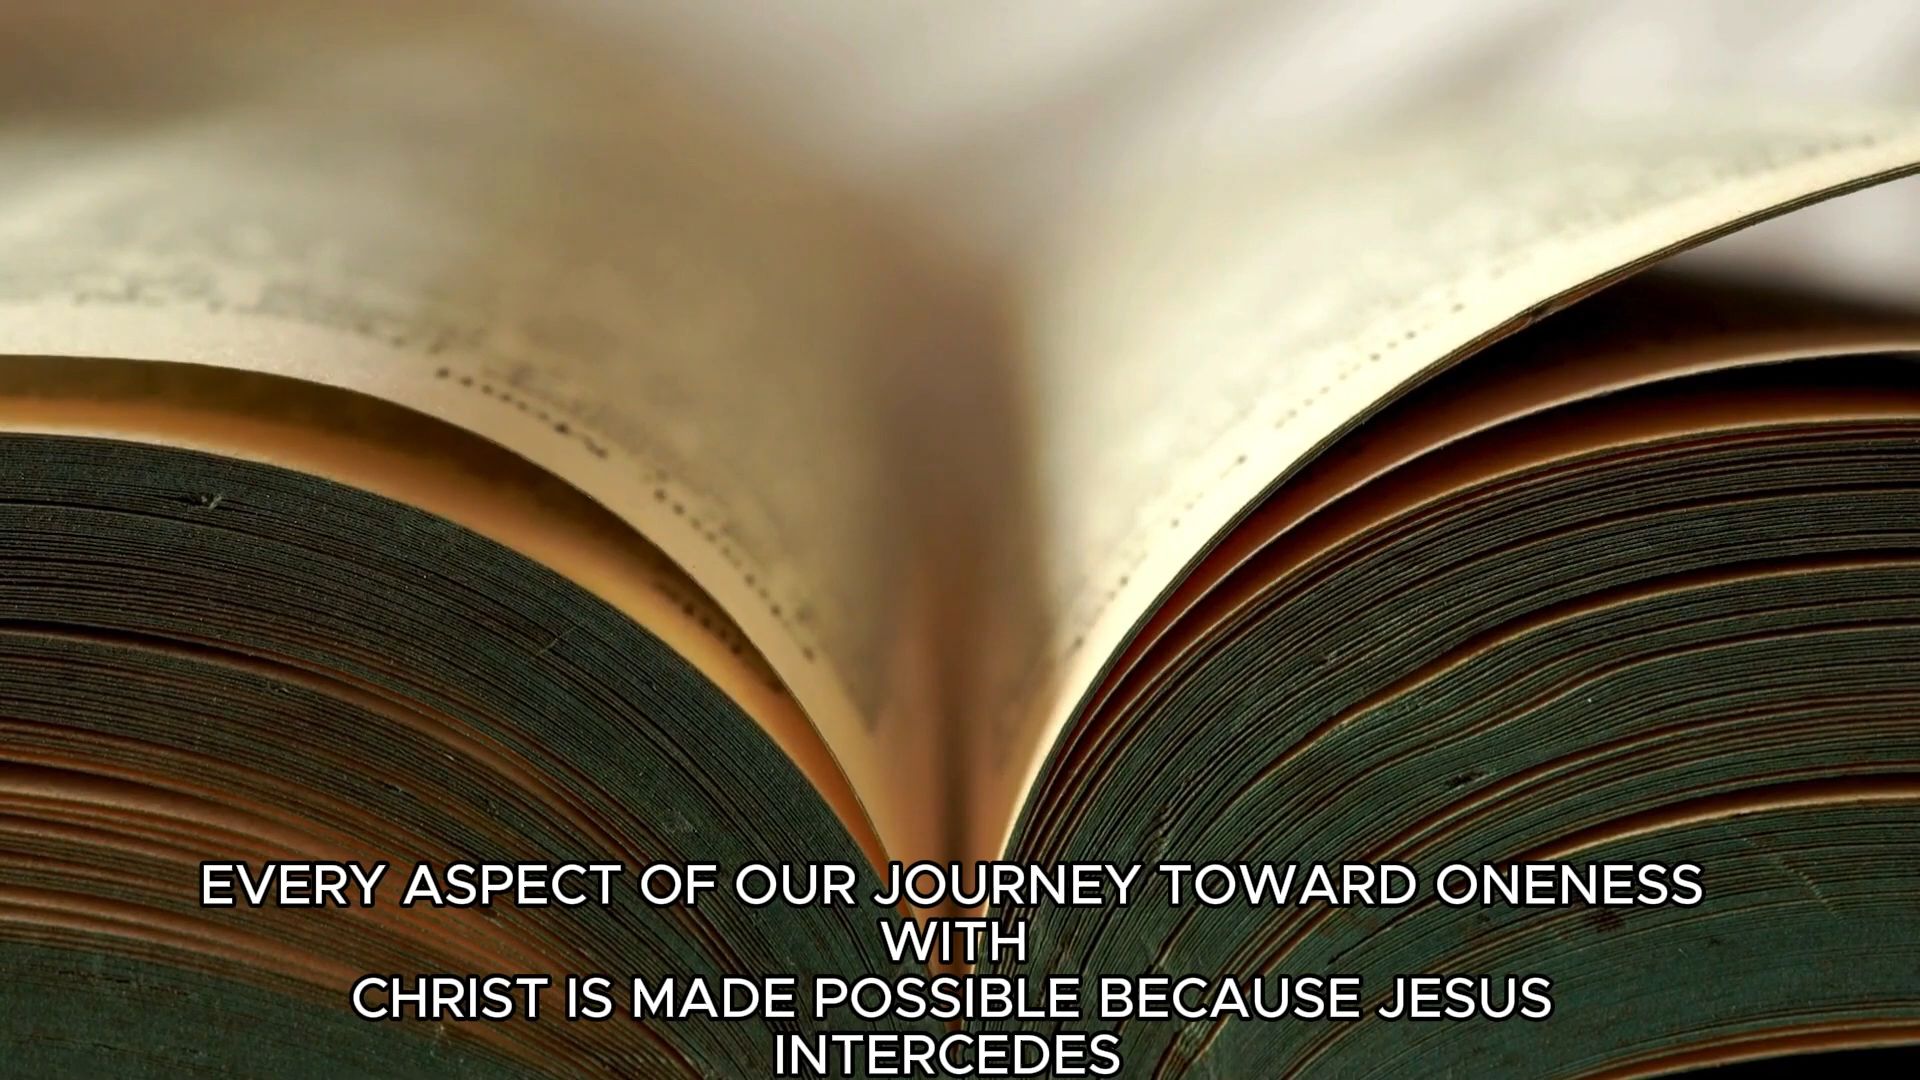 EVERY ASPECT OF OUR JOURNEY TOWARD ONENESS
WITH
CHRIST IS MADE POSSIBLE BECAUSE JESUS
INTERCEDES